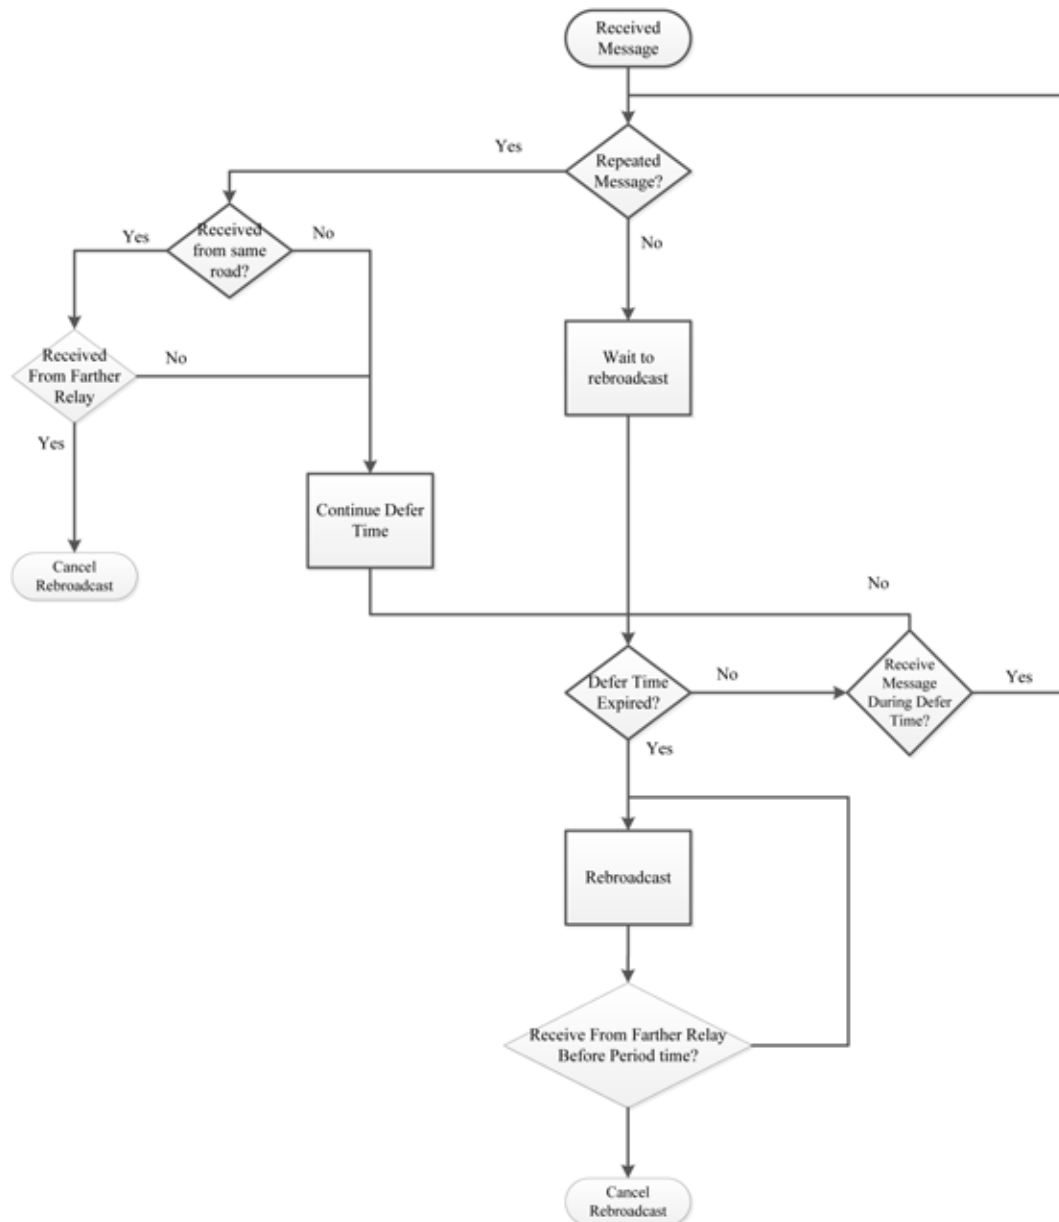 Received
Message
Yes
Repeated
Message?
Received
from same
road?
Yes
No
No
Received
From Farther
Relay
No
Wait to
rebroadcast
Yes
Continue Defer
Time
Cancel
Rebroadcast
No
Defer Time
Expired?
No
Receive
Message
During Defer
Time?
Yes
Yes
Rebroadcast
Receive From Farther Relay
Before Period time?
Cancel
Rebroadcast